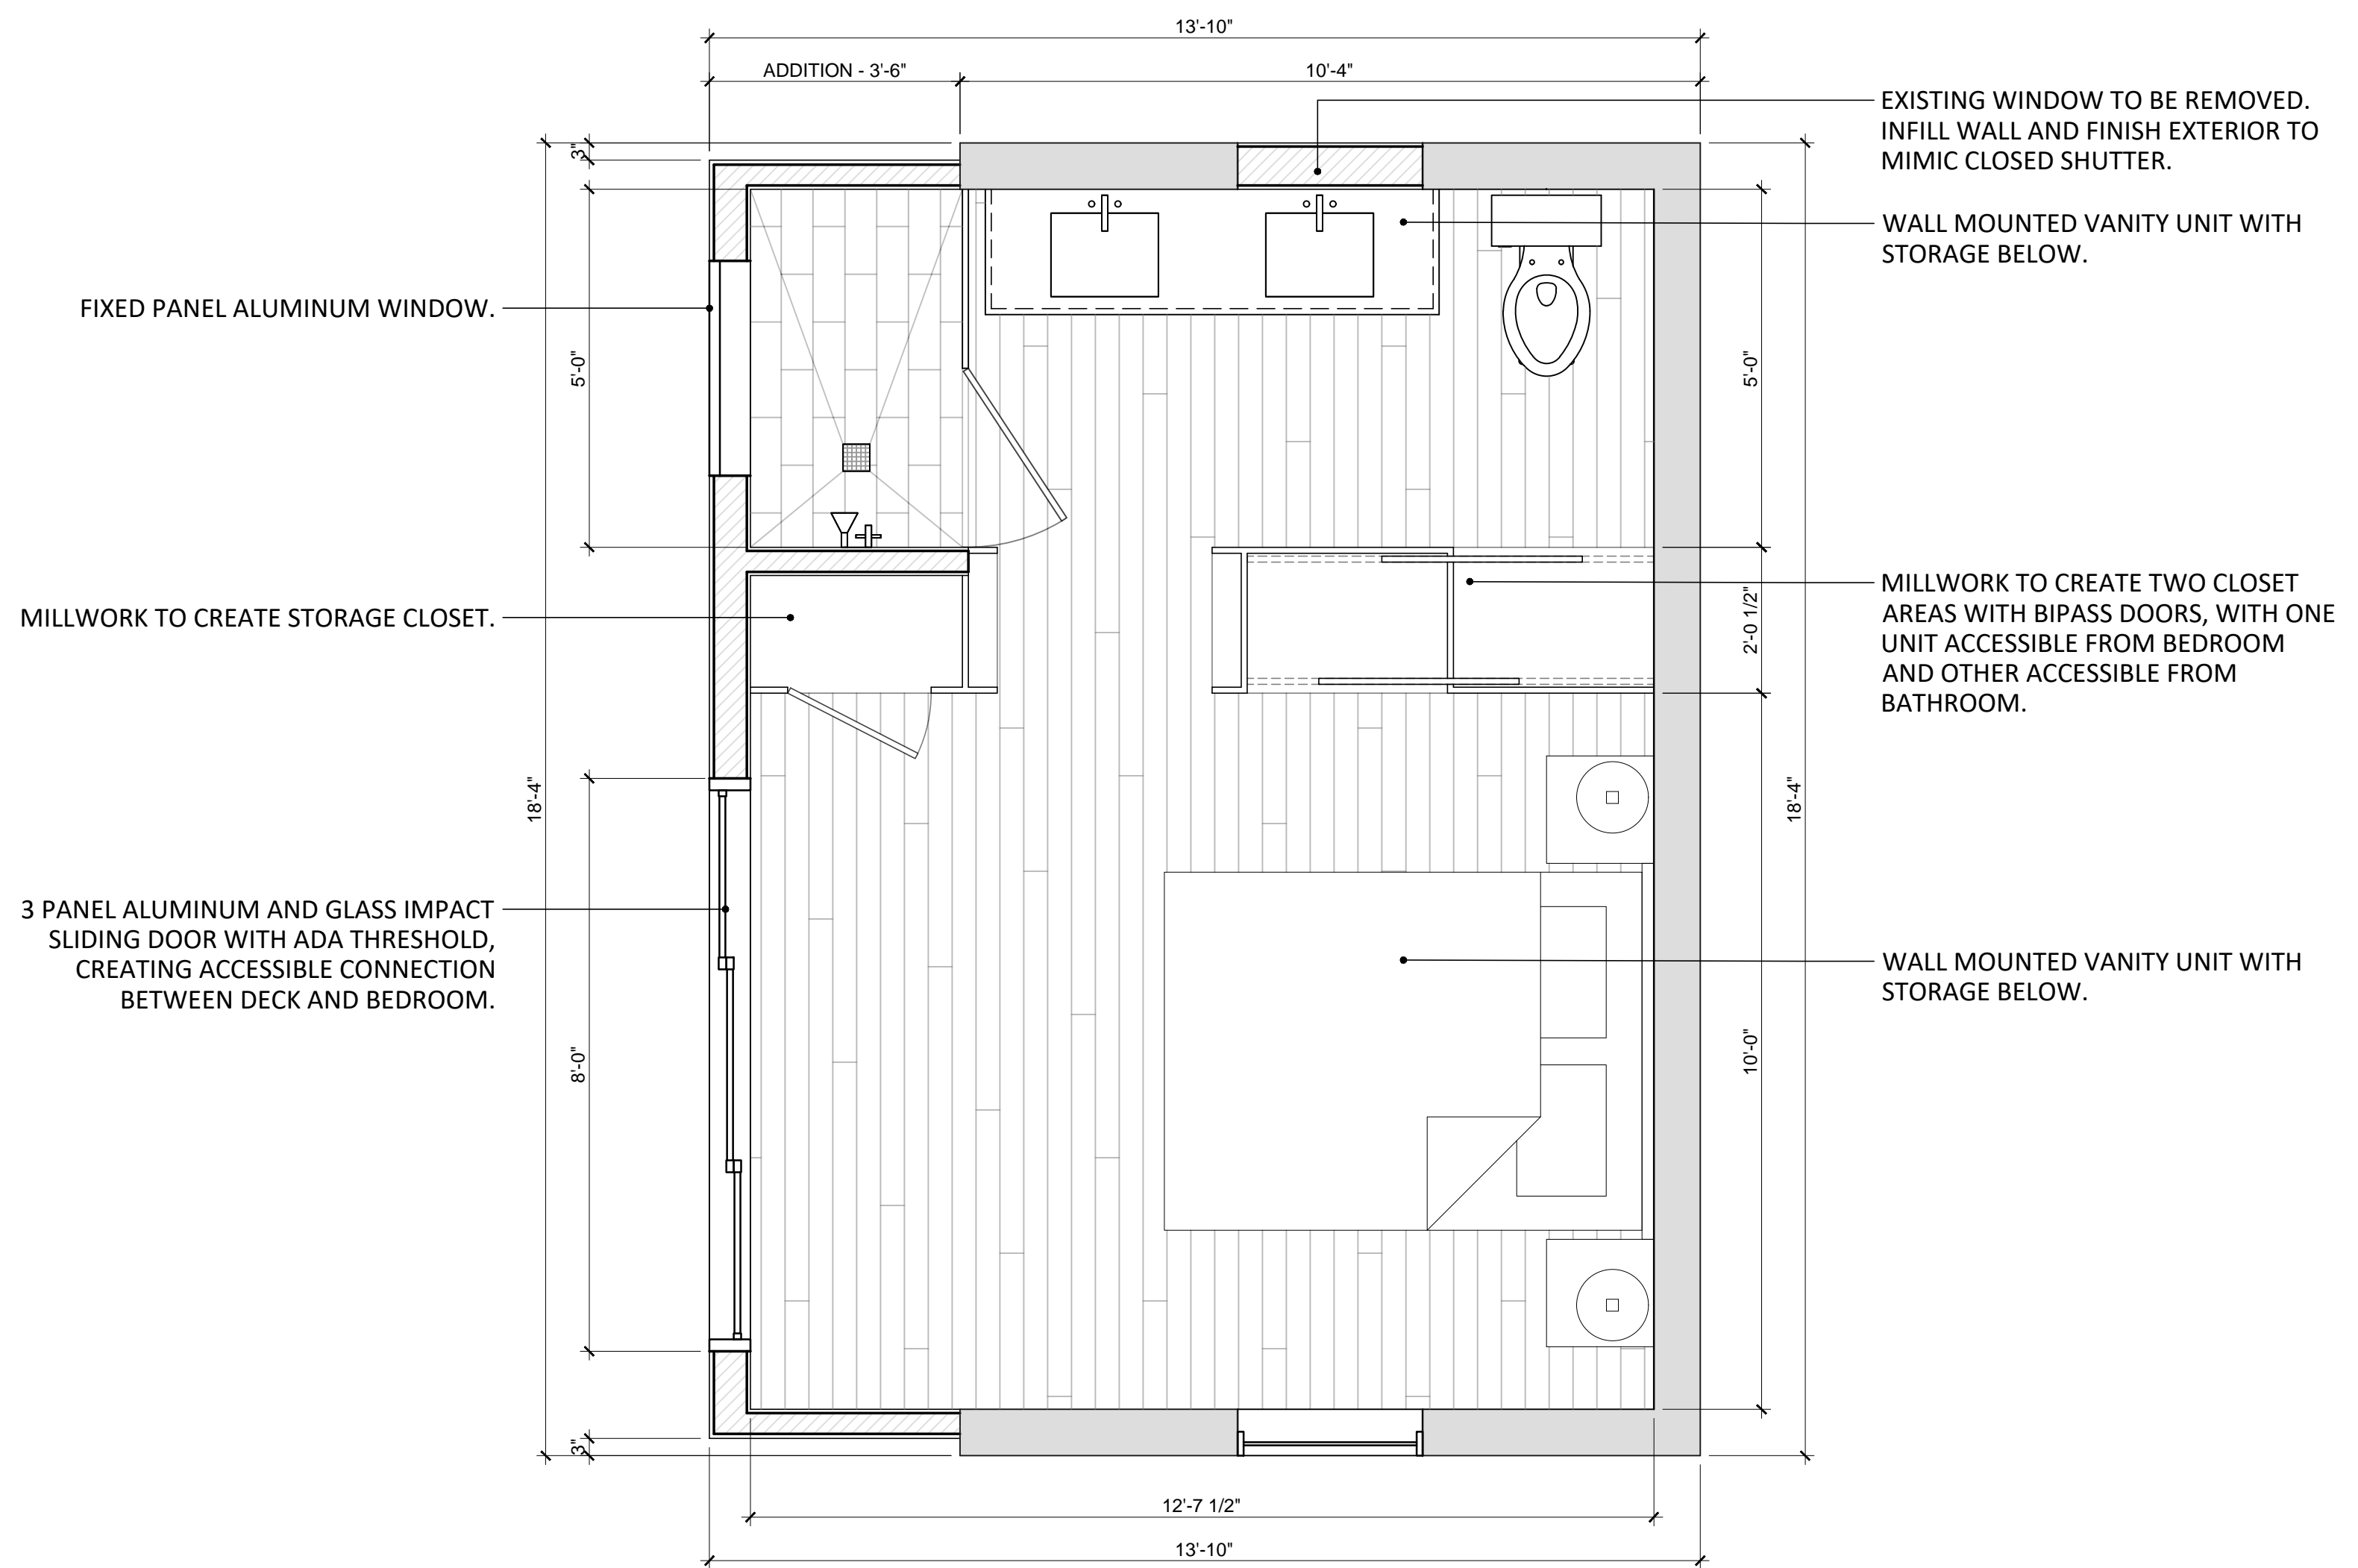 13'-10"
ADDITION - 3'-6"
10'-4"
EXISTING WINDOW TO BE REMOVED.
INFILL WALL AND FINISH EXTERIOR TO
MIMIC CLOSED SHUTTER.
3"
WALL MOUNTED VANITY UNIT WITH
STORAGE BELOW.
FIXED PANEL ALUMINUM WINDOW.
5'-0"
5'-0"
MILLWORK TO CREATE STORAGE CLOSET.
MILLWORK TO CREATE TWO CLOSET
AREAS WITH BIPASS DOORS, WITH ONE
UNIT ACCESSIBLE FROM BEDROOM
AND OTHER ACCESSIBLE FROM
BATHROOM.
2'-0 1/2"
18'-4"
18'-4"
3 PANEL ALUMINUM AND GLASS IMPACT
SLIDING DOOR WITH ADA THRESHOLD,
CREATING ACCESSIBLE CONNECTION
BETWEEN DECK AND BEDROOM.
WALL MOUNTED VANITY UNIT WITH
STORAGE BELOW.
8'-0"
10'-0"
3"
12'-7 1/2"
13'-10"